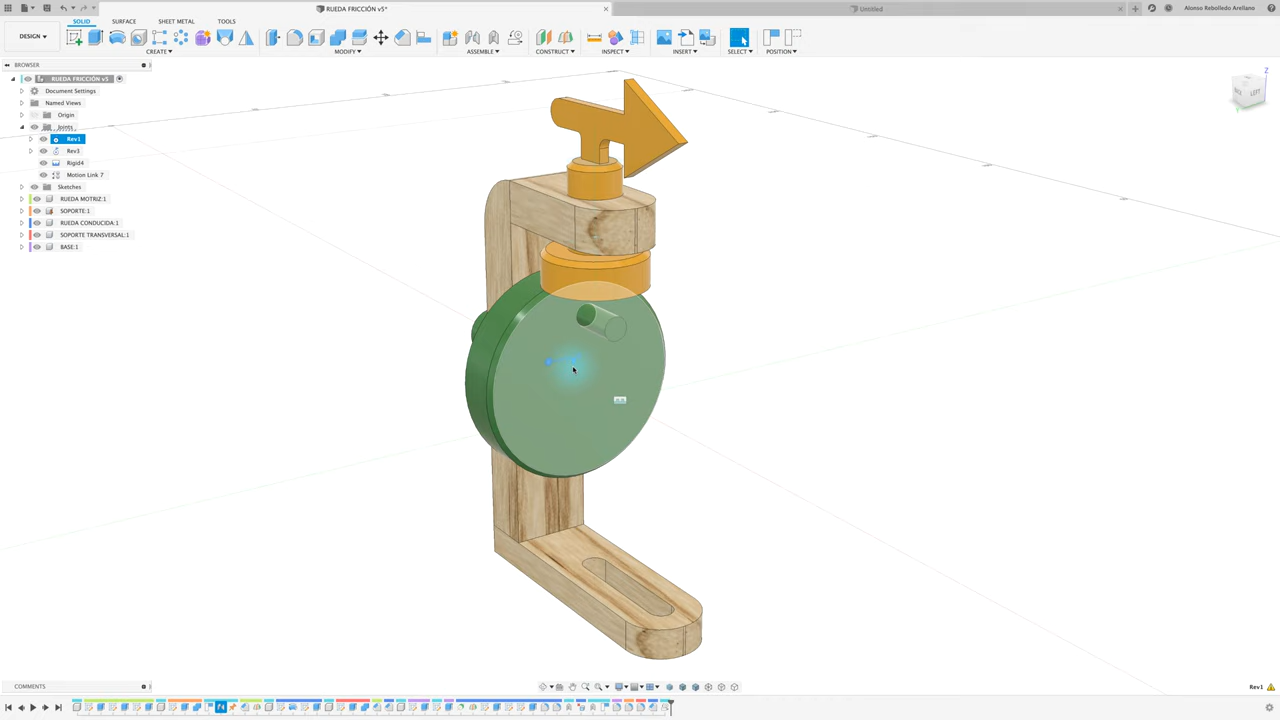 RUEDA FRICCIÓN v5*
Untitled
Alonso Rebolledo Arellano
SOLID
SURFACE
SHEET METAL
TOOLS
DESIGN
CREATE
MODIFY
ASSEMBLE
CONSTRUCT
INSPECT
INSERT
SELECT
POSITION
BROWSER
RUEDA FRICCIÓN v5
Document Settings
Named Views
Origin
Joints
Rev1
Rev3
Rigid4
Motion Link 7
Sketches
RUEDA MOTRIZ:1
SOPORTE:1
RUEDA CONDUCIDA:1
SOPORTE TRANSVERSAL:1
BASE:1
Z
LEFT
COMMENTS
Rev1